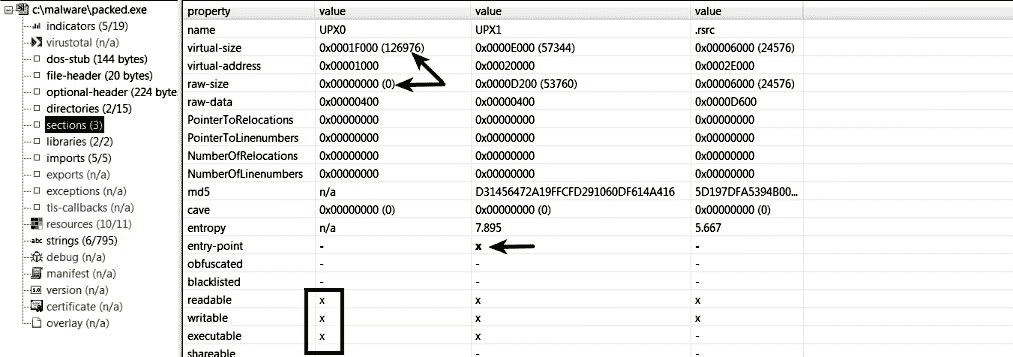 c:\malware\packed.exe
indicators (5/19)
virustotal (n/a)
dos-stub (144 bytes)
file-header (20 bytes)
optional-header (224 byte
directories (2/15)
sections (3)
libraries (2/2)
imports (5/5)
exports (n/a)
exceptions (n/a)
tls-callbacks (n/a)
resources (10/11)
abc strings (6/795)
debug (n/a)
manifest (n/a)
1.0 version (n/a)
certificate (n/a)
overlay (n/a)
property value value value
name UPX0 UPX1 .rsrc
virtual-size 0x0001F000 (126976) 0x0000E000 (57344) 0x00006000 (24576)
virtual-address 0x00001000 0x00020000 0x0002E000
raw-size 0x00000000 (0) 0x0000D200 (53760) 0x00006000 (24576)
raw-data 0x00000400 0x00000400 0x0000D600
PointerToRelocations 0x00000000 0x00000000 0x00000000
PointerToLinenumbers 0x00000000 0x00000000 0x00000000
NumberOfRelocations 0x00000000 0x00000000 0x00000000
NumberOfLinenumbers 0x00000000 0x00000000 0x00000000
md5 n/a D31456472A19FFCFD291060DF614A416 5D197DFA5394B00...
cave 0x00000000 (0) 0x00000000 (0) 0x00000000 (0)
entropy n/a 7.895 5.667
entry-point - x -
obfuscated - - -
blacklisted - - -
readable x x x
writable x x x
executable x x -
shareable - - -